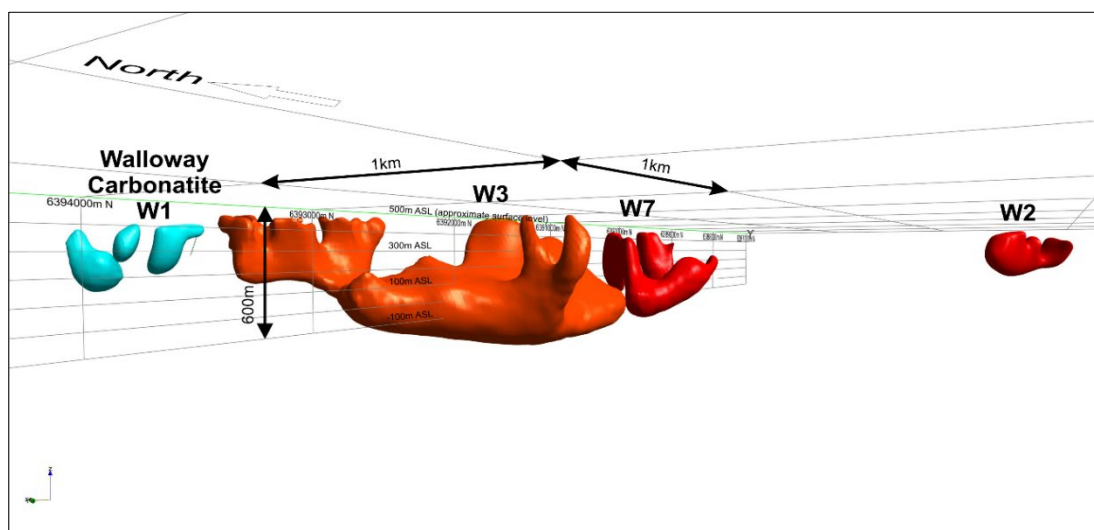 North
1km
1km
Walloway
Carbonatite
W1
W3
W7
W2
6394000m N
6393000m N
500m ASL (approximate surface level)
6392000m N
6391000m N
300m ASL
100m ASL
-100m ASL
600m
Z